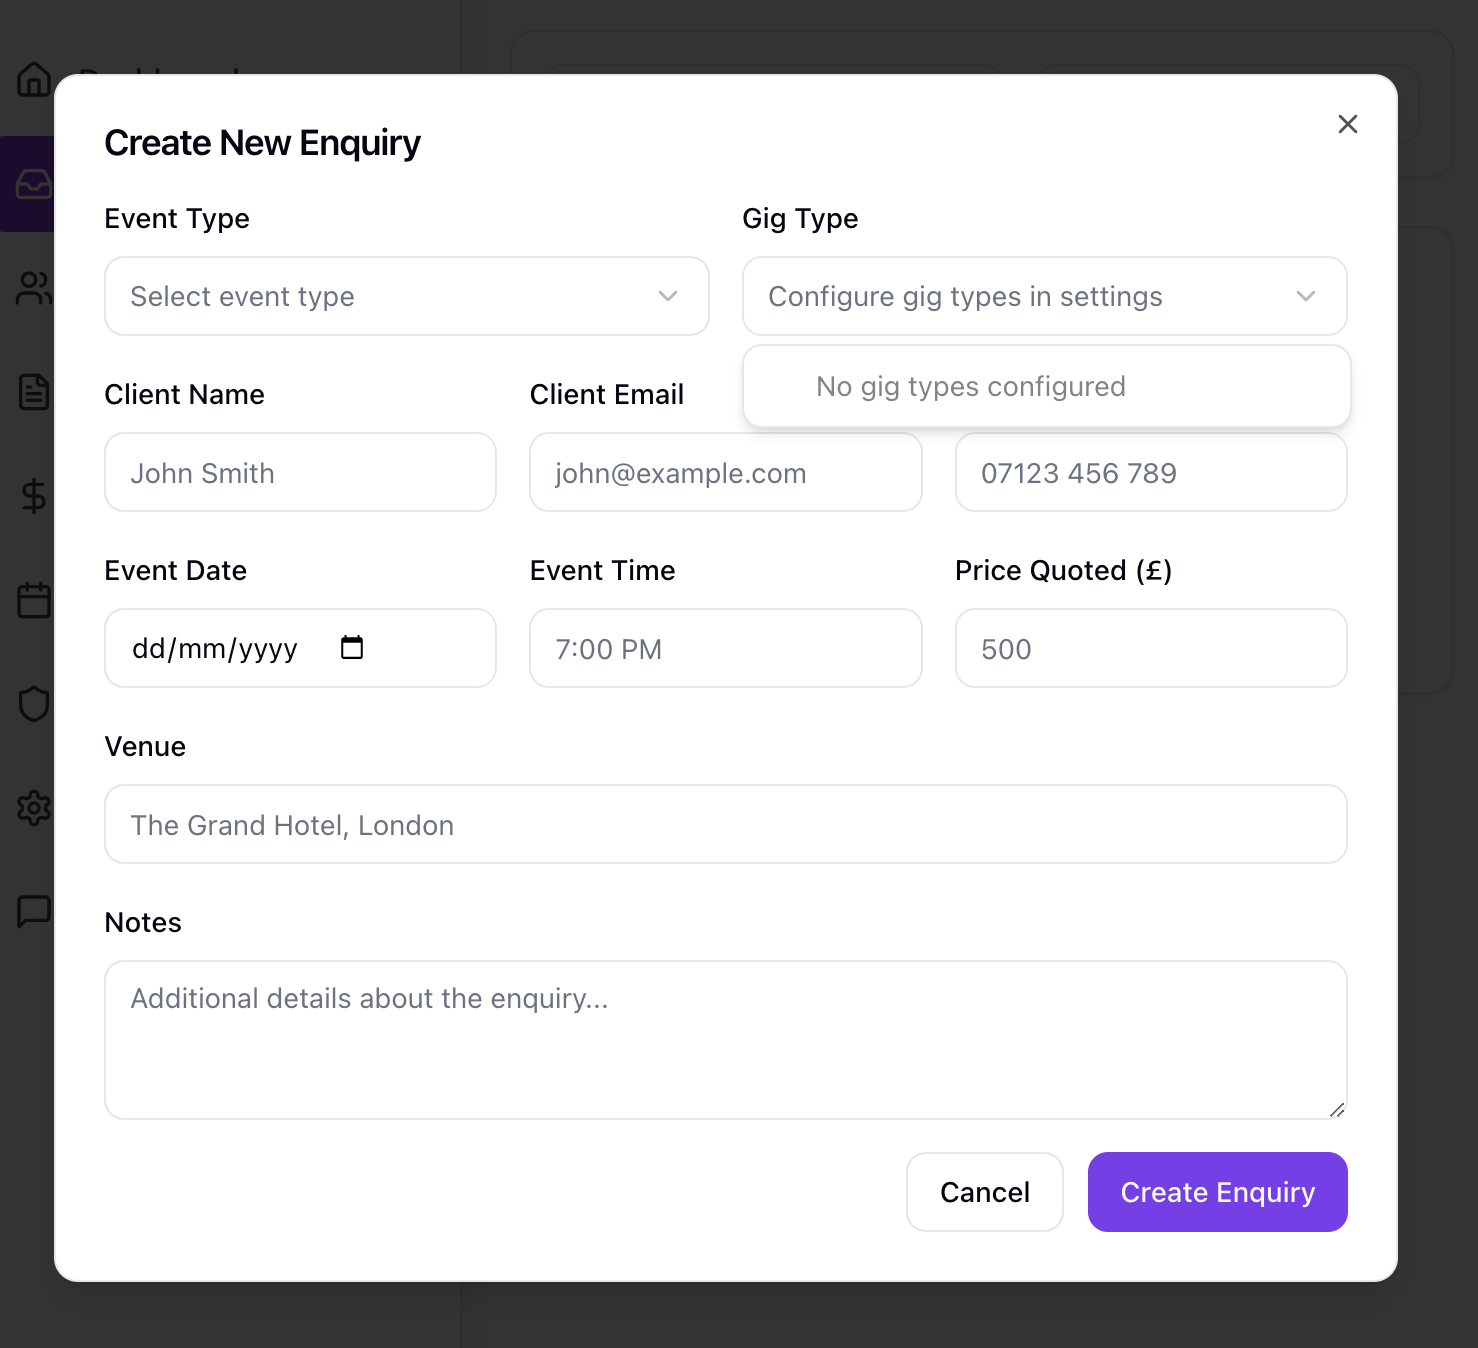 Create New Enquiry
Event Type
Gig Type
Select event type
Configure gig types in settings
No gig types configured
Client Name
Client Email
John Smith
john@example.com
07123 456 789
Event Date
Event Time
Price Quoted (£)
dd/mm/yyyy
7:00 PM
500
Venue
The Grand Hotel, London
Notes
Additional details about the enquiry...
Cancel
Create Enquiry